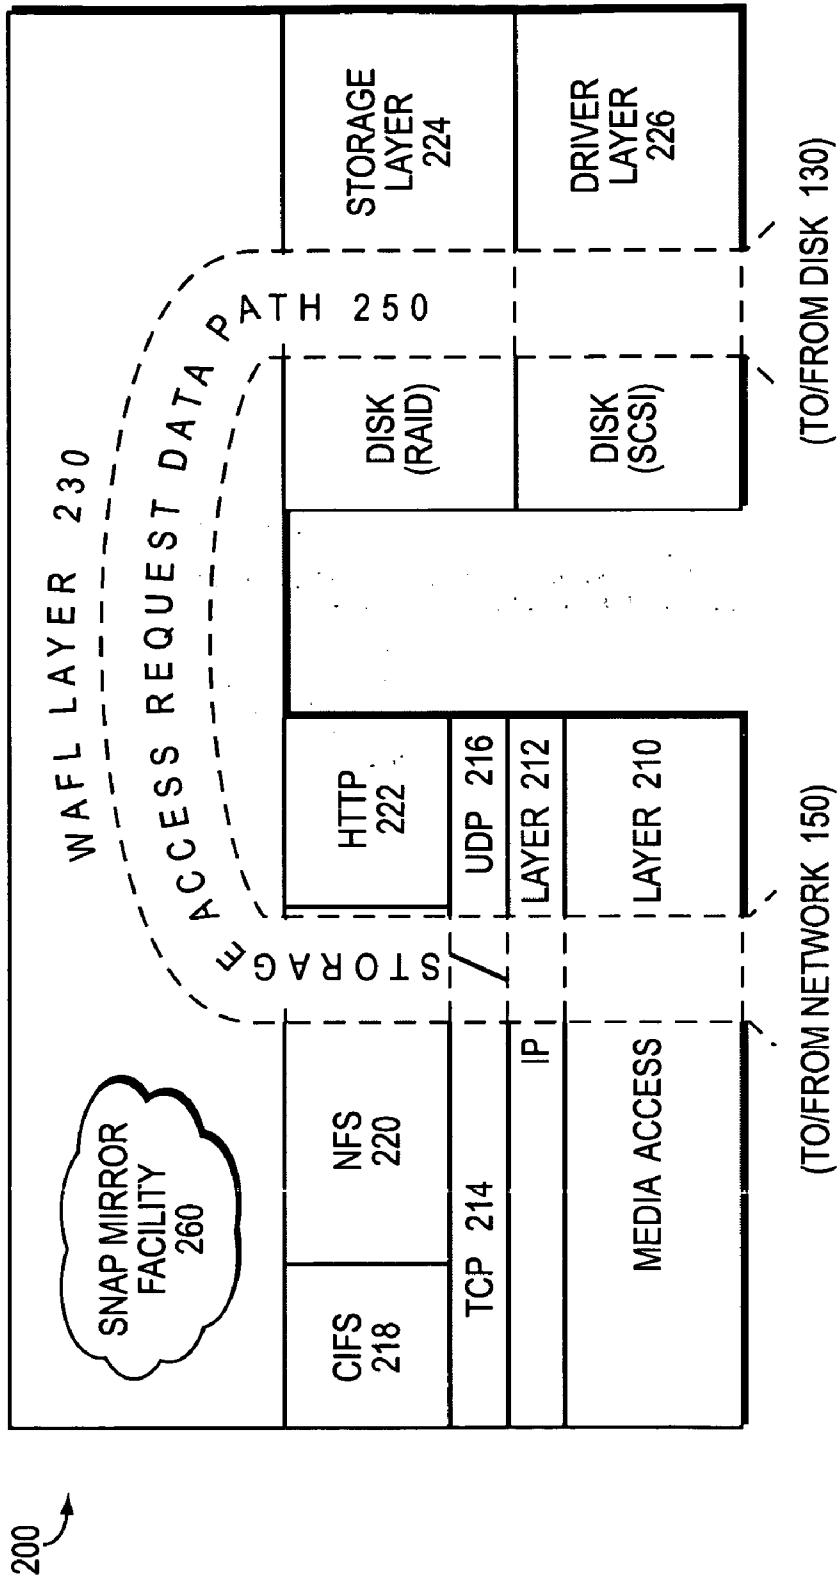 200
WAFL LAYER 230
SNAP MIRROR
FACILITY
260
STORAGE ACCESS REQUEST DATA PATH 250
CIFS
218
NFS
220
HTTP
222
DISK
(RAID)
STORAGE
LAYER
224
TCP 214
UDP 216
IP
LAYER 212
DISK
(SCSI)
DRIVER
LAYER
226
MEDIA ACCESS
LAYER 210
(TO/FROM NETWORK 150)
(TO/FROM DISK 130)